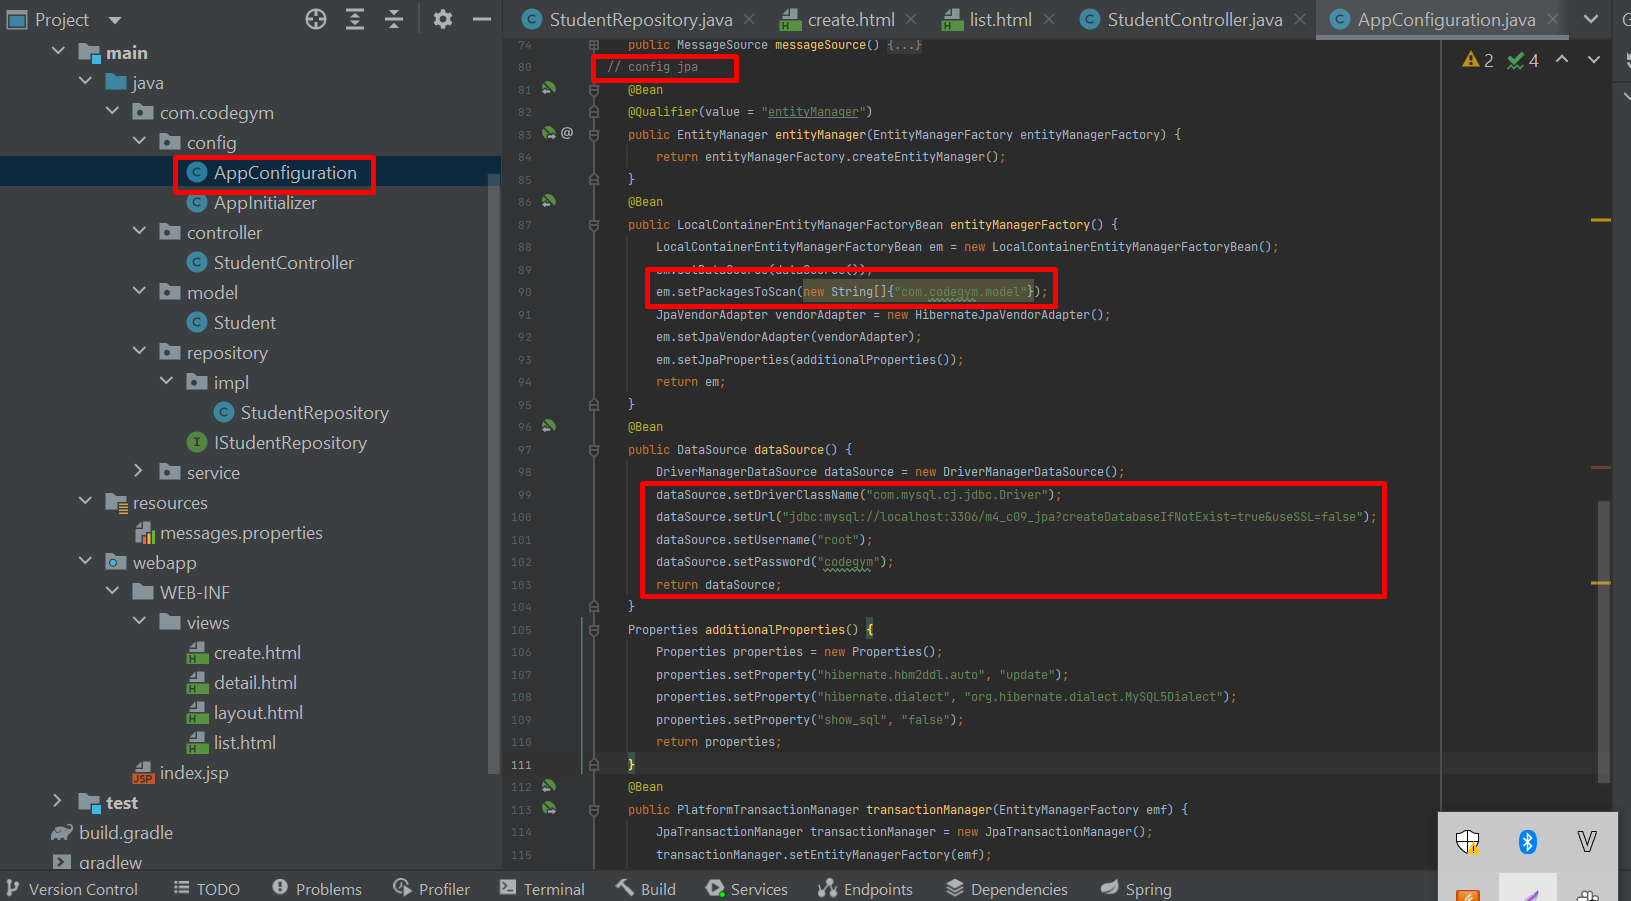 Project
StudentRepository.java
create.html
list.html
StudentController.java
AppConfiguration.java
main
java
com.codegym
config
AppConfiguration
AppInitializer
controller
StudentController
model
Student
repository
impl
StudentRepository
IStudentRepository
service
resources
messages.properties
webapp
WEB-INF
views
create.html
detail.html
layout.html
list.html
index.jsp
test
build.gradle
gradlew
2 4
74 public MessageSource messageSource() {...}
80 // config jpa
81 @Bean
82 @Qualifier(value = "entityManager")
83 @ public EntityManager entityManager(EntityManagerFactory entityManagerFactory) {
84 return entityManagerFactory.createEntityManager();
85 }
86 @Bean
87 public LocalContainerEntityManagerFactoryBean entityManagerFactory() {
88 LocalContainerEntityManagerFactoryBean em = new LocalContainerEntityManagerFactoryBean();
89 em.setDataSource(dataSource());
90 em.setPackagesToScan(new String[]{"com.codegym.model"});
91 JpaVendorAdapter vendorAdapter = new HibernateJpaVendorAdapter();
92 em.setJpaVendorAdapter(vendorAdapter);
93 em.setJpaProperties(additionalProperties());
94 return em;
95 }
96 @Bean
97 public DataSource dataSource() {
98 DriverManagerDataSource dataSource = new DriverManagerDataSource();
99 dataSource.setDriverClassName("com.mysql.cj.jdbc.Driver");
100 dataSource.setUrl("jdbc:mysql://localhost:3306/m4_c09_jpa?createDatabaseIfNotExist=true&useSSL=false");
101 dataSource.setUsername("root");
102 dataSource.setPassword("codegym");
103 return dataSource;
104 }
105 Properties additionalProperties() {
106 Properties properties = new Properties();
107 properties.setProperty("hibernate.hbm2ddl.auto", "update");
108 properties.setProperty("hibernate.dialect", "org.hibernate.dialect.MySQL5Dialect");
109 properties.setProperty("show_sql", "false");
110 return properties;
111 }
112 @Bean
113 public PlatformTransactionManager transactionManager(EntityManagerFactory emf) {
114 JpaTransactionManager transactionManager = new JpaTransactionManager();
115 transactionManager.setEntityManagerFactory(emf);
Version Control
TODO
Problems
Profiler
Terminal
Build
Services
Endpoints
Dependencies
Spring